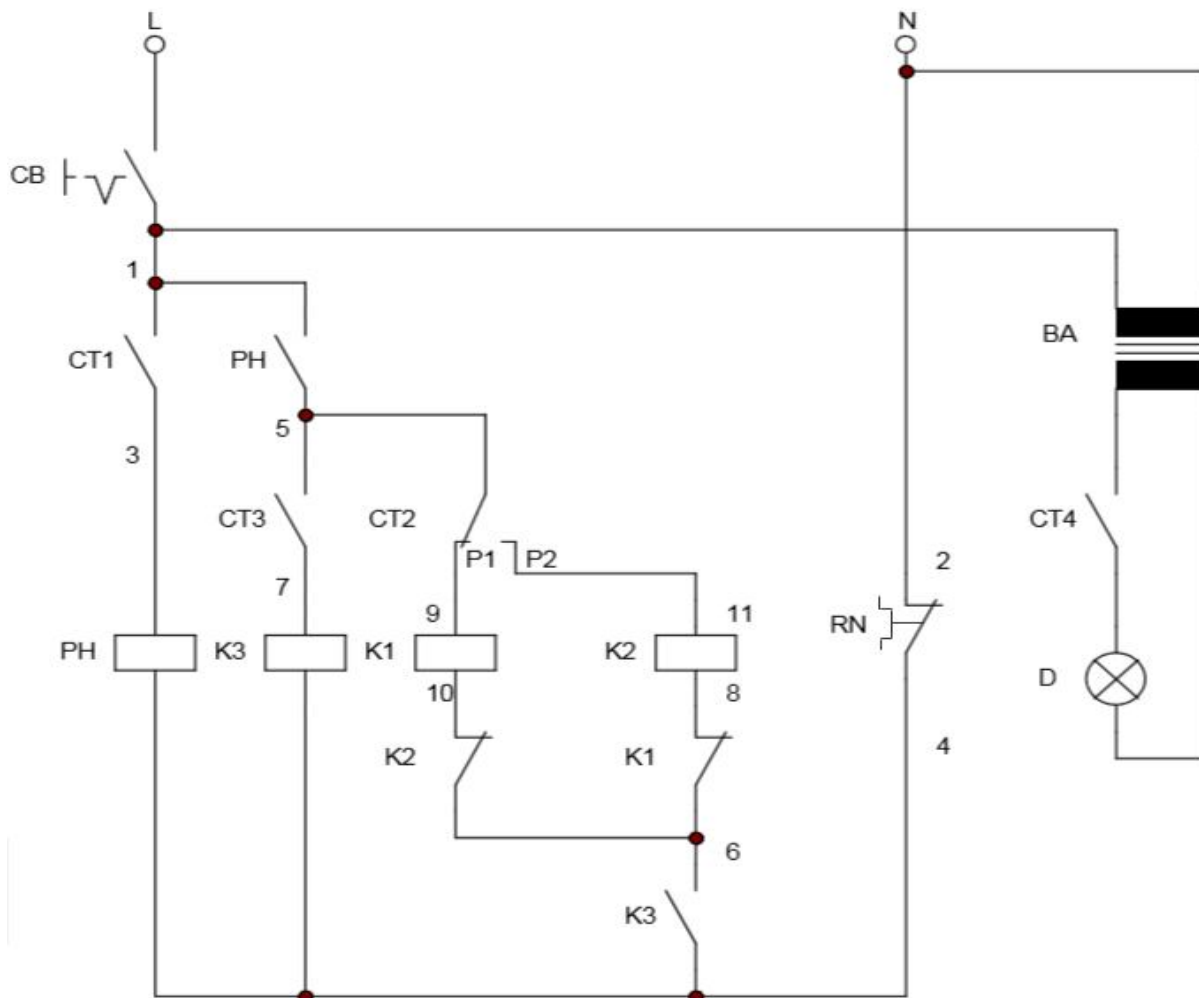 L N
CB
1
BA
CT1 PH
5
3
CT3 CT2 CT4
P1 P2
2
7
9 11
RN
PH K3 K1 K2
D
10 8
4
K2 K1
6
K3